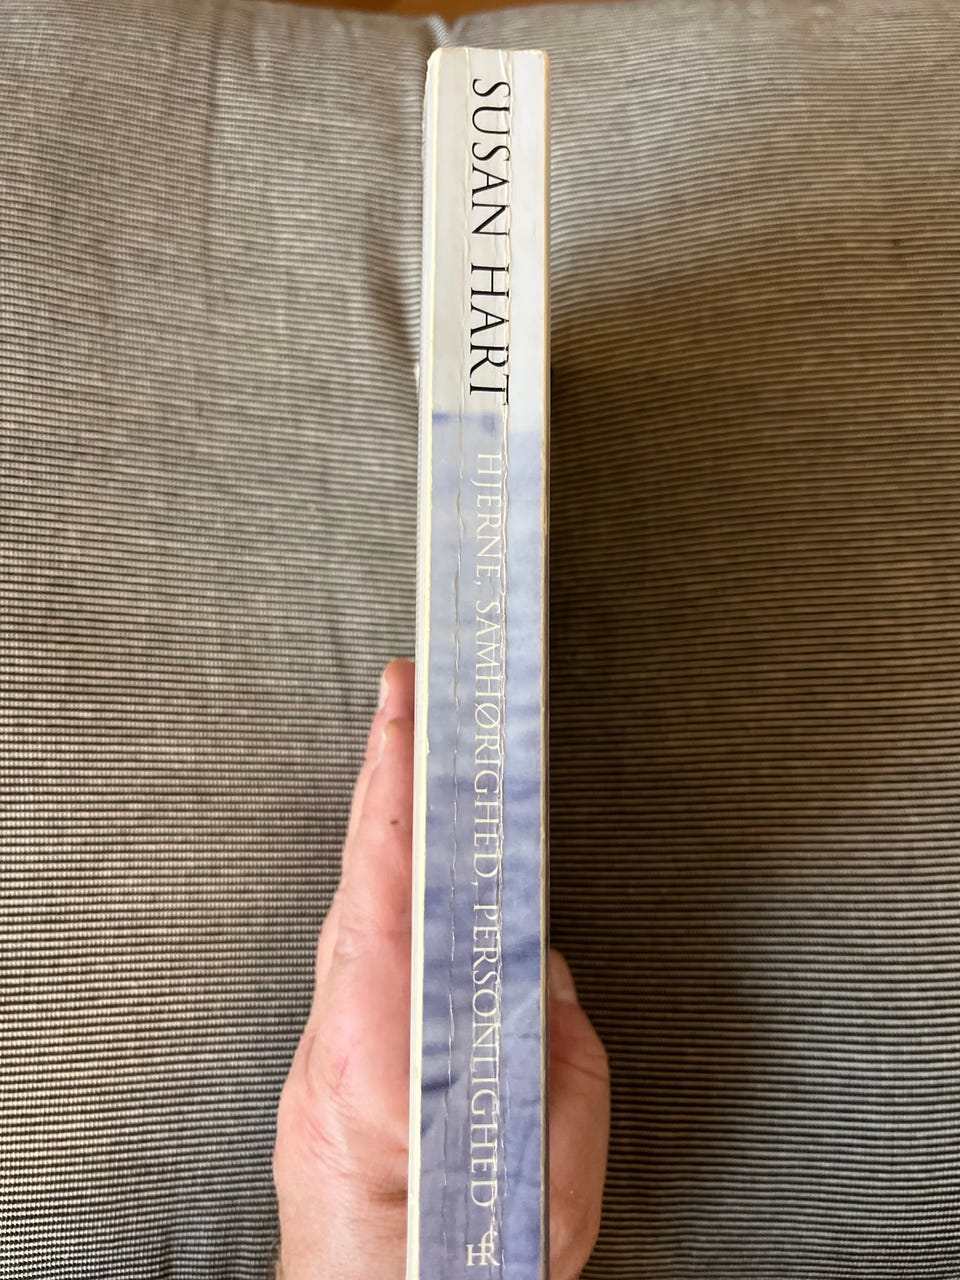 SUSAN HART
HJERNE, SAMHØRIGHED, PERSONLIGHED
HR